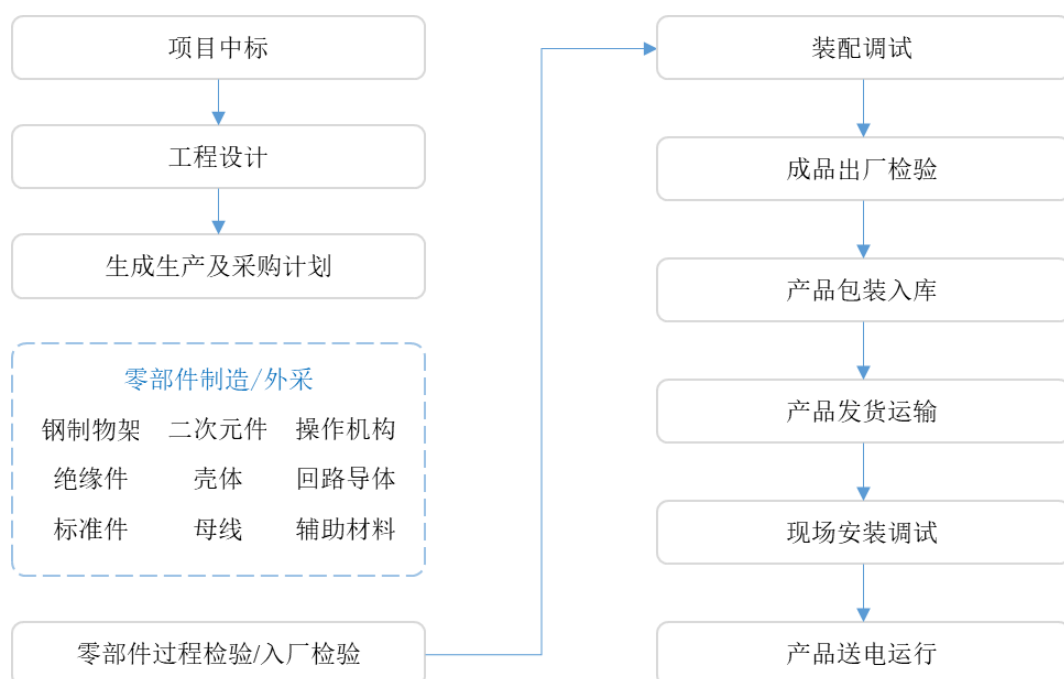 项目中标
工程设计
生成生产及采购计划
零部件制造/外采
钢制物架 二次元件 操作机构
绝缘件 壳体 回路导体
标准件 母线 辅助材料
零部件过程检验/入厂检验
装配调试
成品出厂检验
产品包装入库
产品发货运输
现场安装调试
产品送电运行